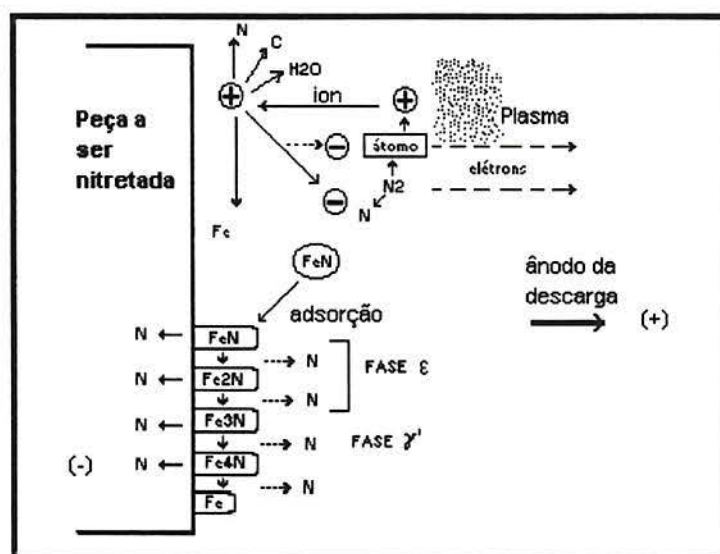 N
C
H2O
ion
Peça a
ser
nitretada
Plasma
átomo
elétrons
N2
N
Fe
FeN
ânodo da
descarga
(+)
adsorção
N
FeN
N
FASE ε
N
Fe2N
N
N
Fe3N
N
FASE γ'
(-)
N
Fe4N
N
Fe